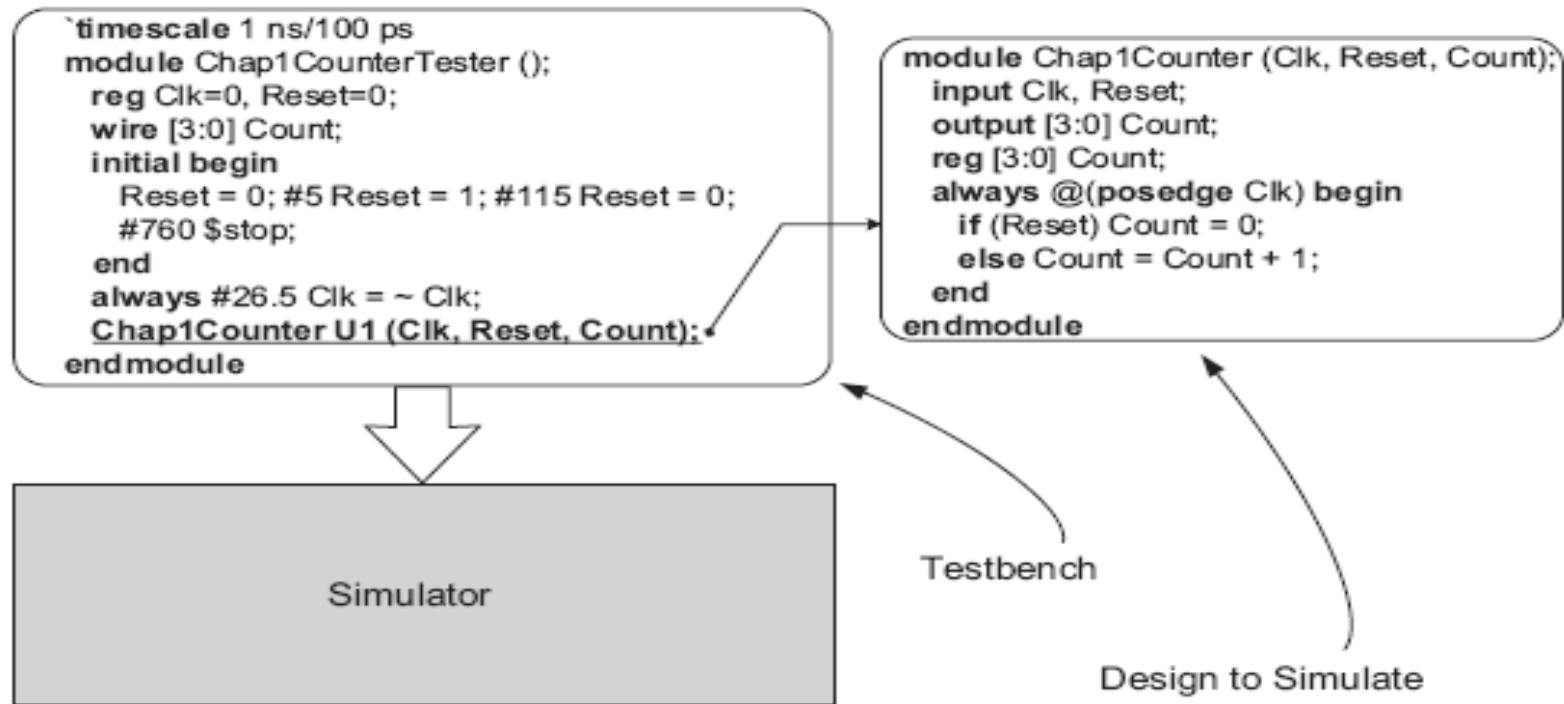 `timescale 1 ns/100 ps
module Chap1CounterTester ();
reg Clk=0, Reset=0;
wire [3:0] Count;
initial begin
Reset = 0; #5 Reset = 1; #115 Reset = 0;
#760 $stop;
end
always #26.5 Clk = ~ Clk;
Chap1Counter U1 (Clk, Reset, Count);
endmodule
module Chap1Counter (Clk, Reset, Count);
input Clk, Reset;
output [3:0] Count;
reg [3:0] Count;
always @(posedge Clk) begin
if (Reset) Count = 0;
else Count = Count + 1;
end
endmodule
Simulator
Testbench
Design to Simulate